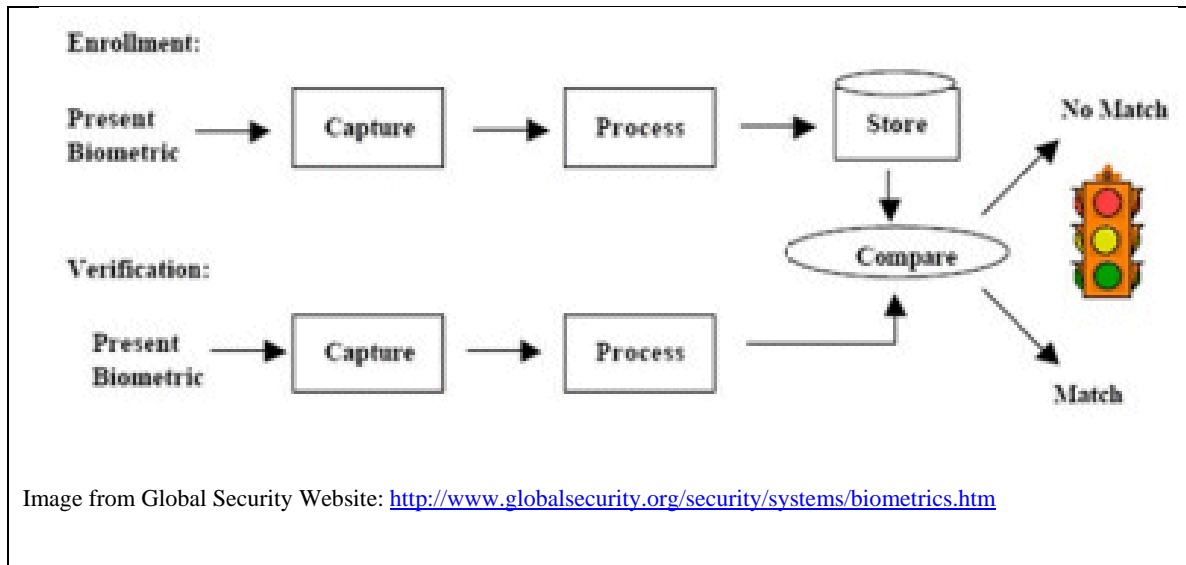 Enrollment:
Present
Biometric
Capture
Process
Store
No Match
Compare
Verification:
Present
Biometric
Capture
Process
Match
Image from Global Security Website: http://www.globalsecurity.org/security/systems/biometrics.htm